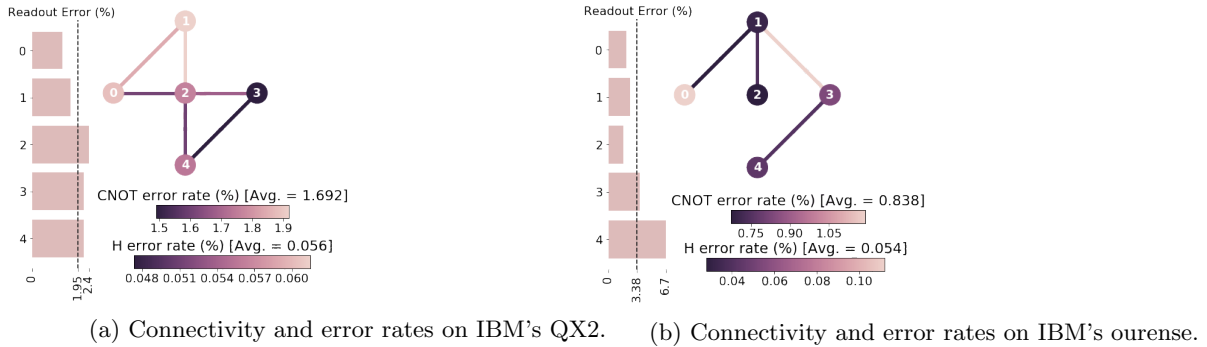 Readout Error (%)
0
1
2
3
4
0
1.95
2.4
1
0
2
3
4
CNOT error rate (%) [Avg. = 1.692]
1.5 1.6 1.7 1.8 1.9
H error rate (%) [Avg. = 0.056]
0.048 0.051 0.054 0.057 0.060
(a) Connectivity and error rates on IBM's QX2.
Readout Error (%)
0
1
2
3
4
0
3.38
6.7
1
0
2
3
4
CNOT error rate (%) [Avg. = 0.838]
0.75 0.90 1.05
H error rate (%) [Avg. = 0.054]
0.04 0.06 0.08 0.10
(b) Connectivity and error rates on IBM's ourense.